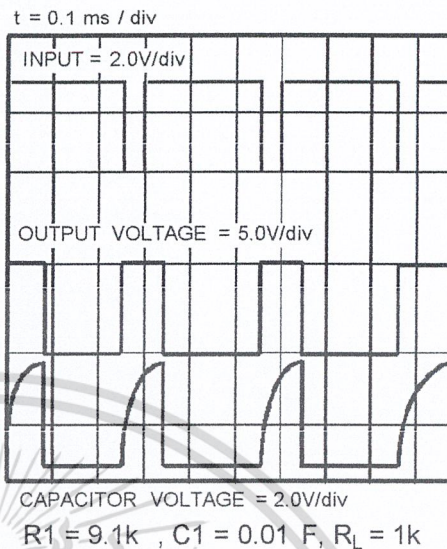 t = 0.1 ms / div
INPUT = 2.0V/div
OUTPUT VOLTAGE = 5.0V/div
CAPACITOR VOLTAGE = 2.0V/div
R1 = 9.1k , C1 = 0.01 F, RL = 1k